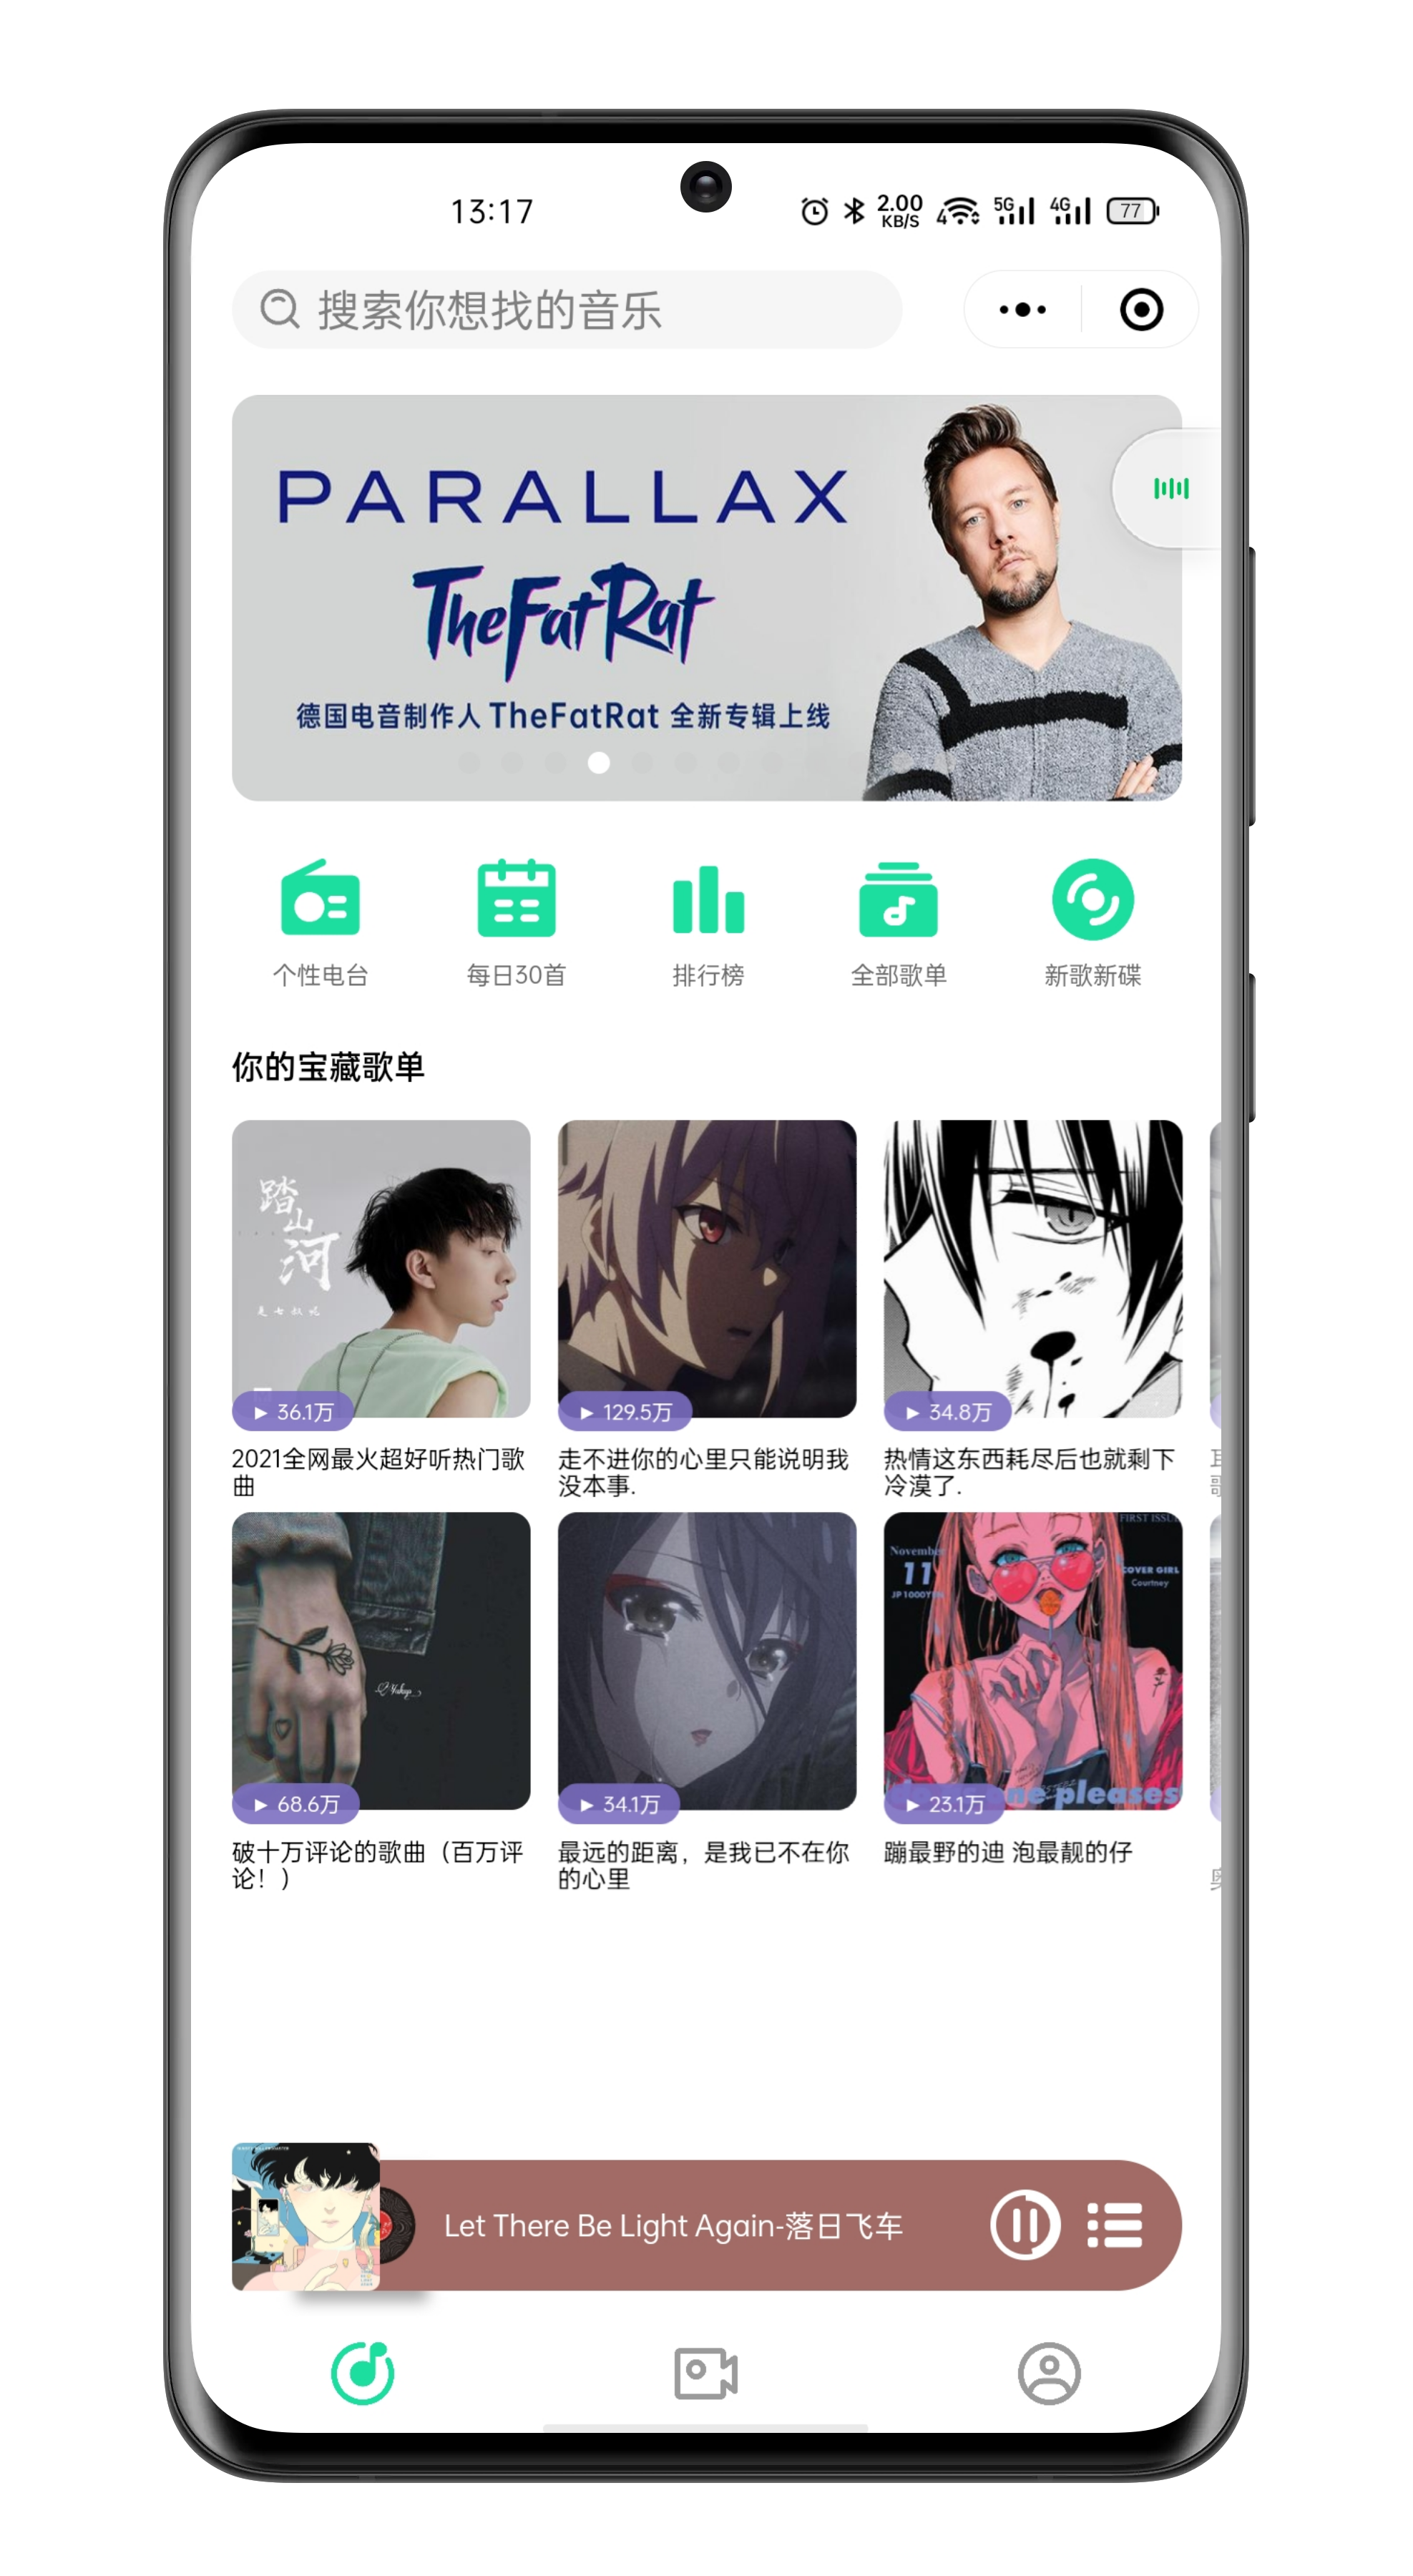 13:17
2.00
KB/S
4
5G
4G
77
搜索你想找的音乐
PARALLAX
TheFatRat
德国电音制作人 TheFatRat 全新专辑上线
个性电台
每日30首
排行榜
全部歌单
新歌新碟
你的宝藏歌单
踏
山
河
36.1万
129.5万
34.8万
2021全网最火超好听热门歌
曲
走不进你的心里只能说明我
没本事.
热情这东西耗尽后也就剩下
冷漠了.
FIRST ISSU
November
11
JP 1000Y
COVER GIRL
Courtney
ne pleases
68.6万
34.1万
23.1万
破十万评论的歌曲（百万评
论！）
最远的距离，是我已不在你
的心里
蹦最野的迪 泡最靓的仔
Let There Be Light Again-落日飞车